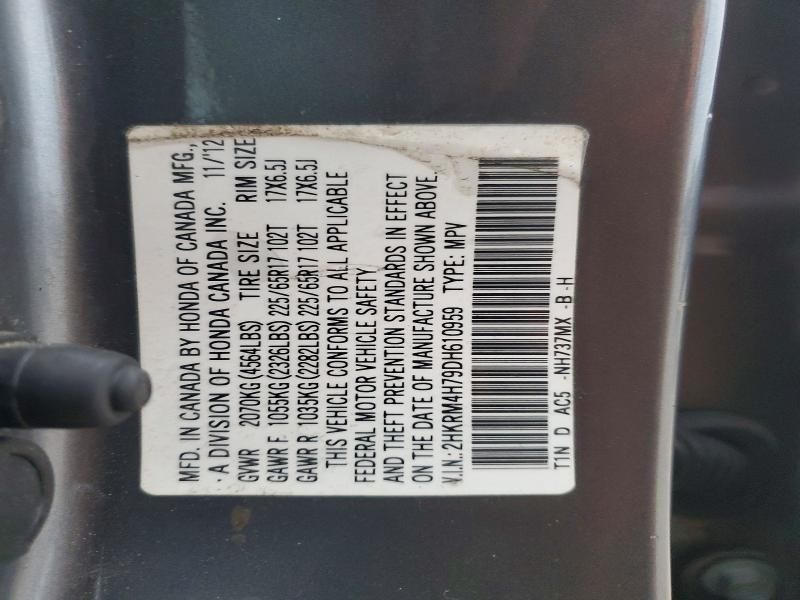 MFD. IN CANADA BY HONDA OF CANADA MFG.,
· A DIVISION OF HONDA CANADA INC. 11/'12
GVWR 2070KG(4564LBS) TIRE SIZE RIM SIZE
GAWR F. 1055KG(2326LBS) 225/65R17 102T 17X6.5J
GAWR R 1035KG(2282LBS) 225/65R17 102T 17X6.5J
THIS VEHICLE CONFORMS TO ALL APPLICABLE
FEDERAL MOTOR VEHICLE SAFETY
AND THEFT PREVENTION STANDARDS IN EFFECT
ON THE DATE OF MANUFACTURE SHOWN ABOVE.
V.I.N.: 2HKRM4H79DH610959 TYPE: MPV
T1N D AC5 -NH737MX -B -H